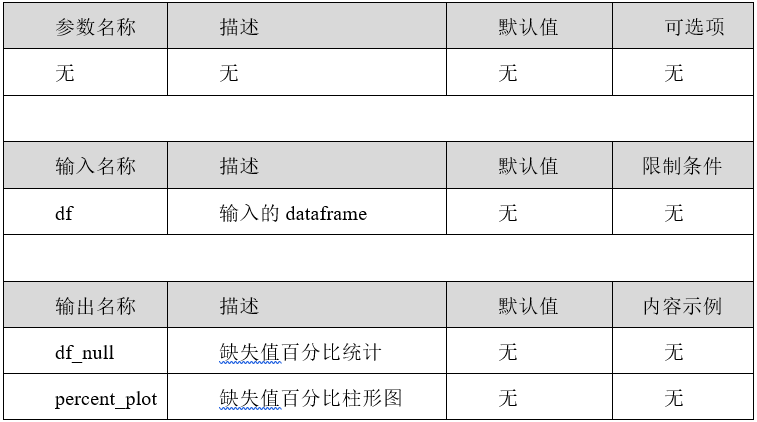 参数名称 描述 默认值 可选项
无 无 无 无
输入名称 描述 默认值 限制条件
df 输入的 dataframe 无 无
输出名称 描述 默认值 内容示例
df_null 缺失值百分比统计 无 无
percent_plot 缺失值百分比柱形图 无 无